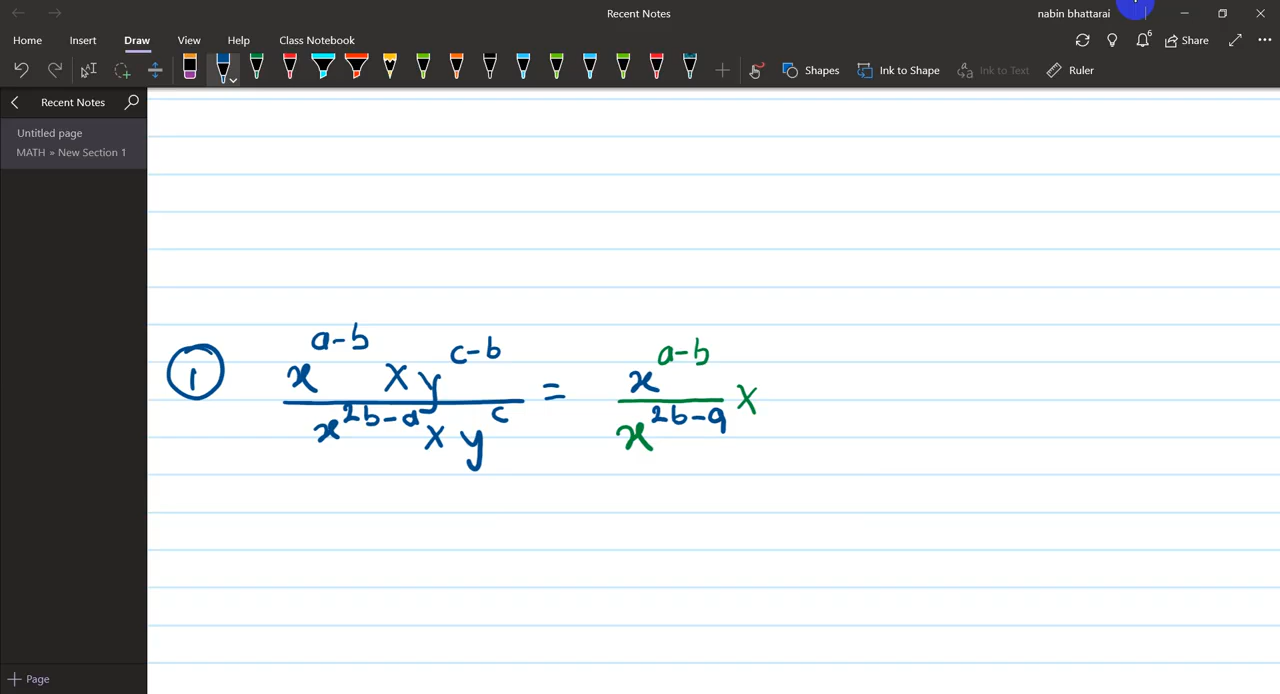 Recent Notes
nabin bhattarai
Home Insert Draw View Help Class Notebook
6
Share
Shapes Ink to Shape Ink to Text Ruler
Recent Notes
Untitled page
MATH » New Section 1
① x^{a-b} × y^{c-b} / x^{2b-a} × y^{c} = x^{a-b} / x^{2b-a} ×
Page